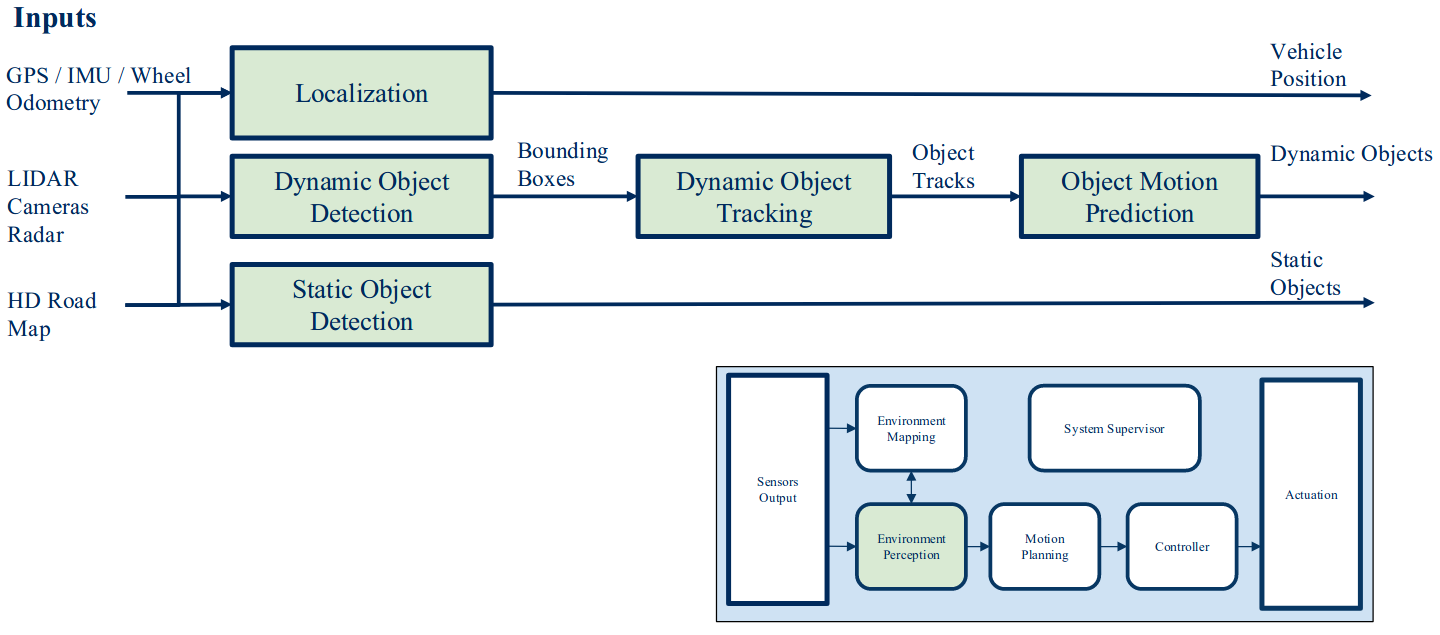 Inputs
GPS / IMU / Wheel
Odometry
Localization
Vehicle
Position
LIDAR
Cameras
Radar
Dynamic Object
Detection
Bounding
Boxes
Dynamic Object
Tracking
Object
Tracks
Object Motion
Prediction
Dynamic Objects
HD Road
Map
Static Object
Detection
Static
Objects
Sensors
Output
Environment
Mapping
System Supervisor
Environment
Perception
Motion
Planning
Controller
Actuation